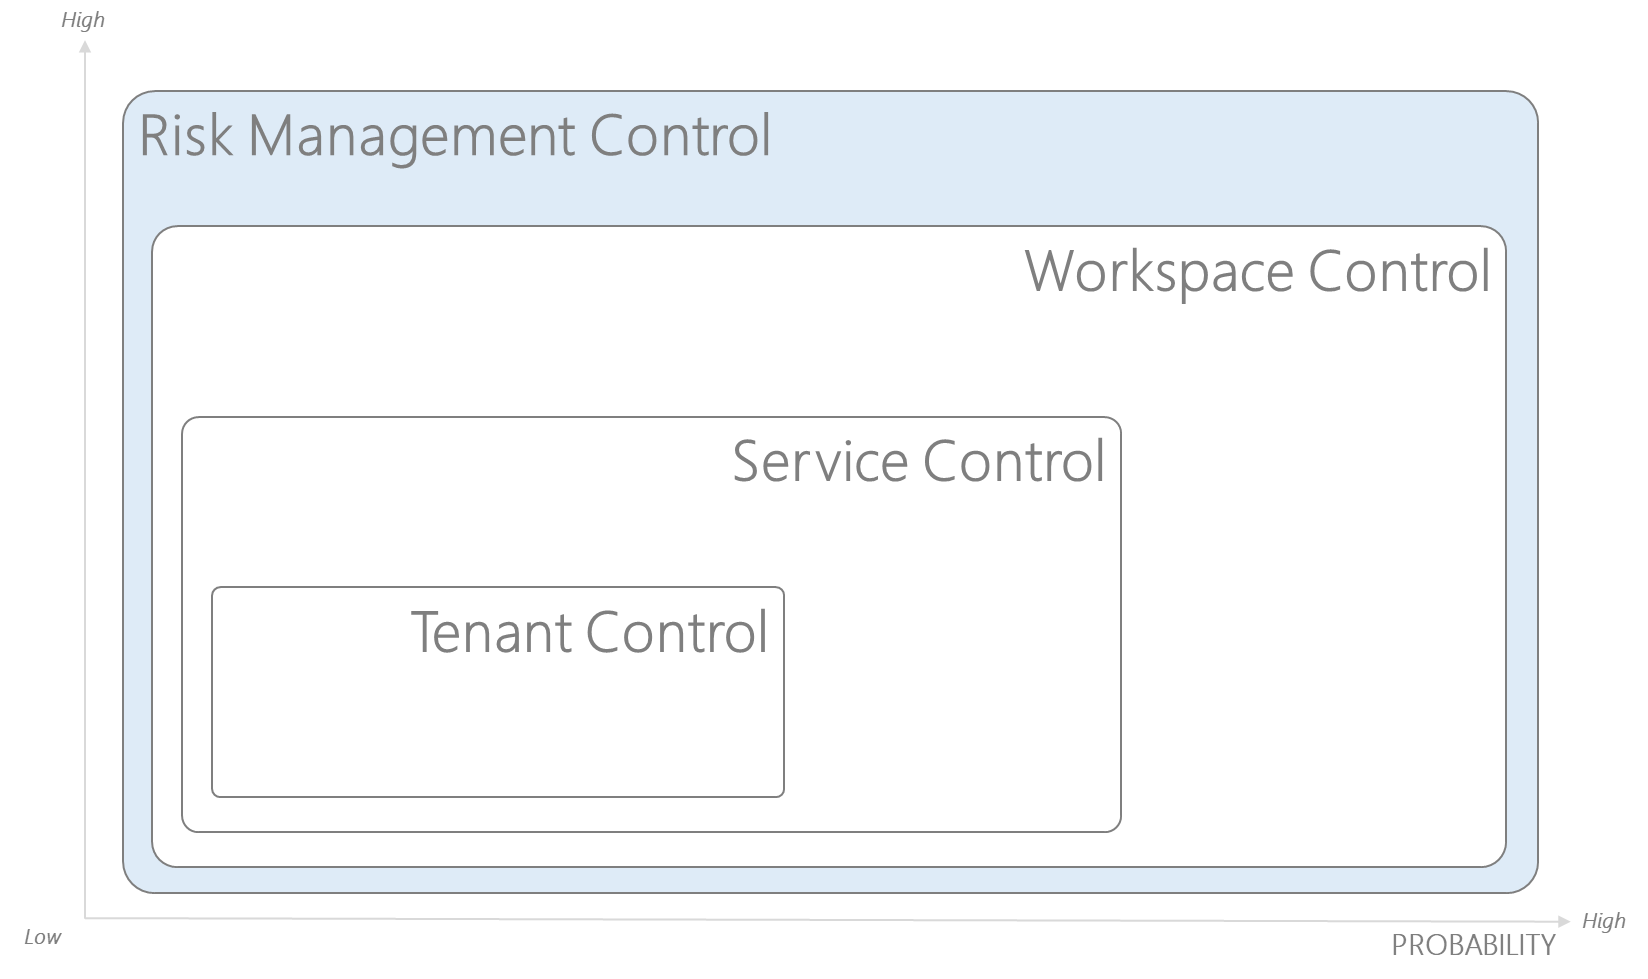 High
Risk Management Control
Workspace Control
Service Control
Tenant Control
High
Low
PROBABILITY